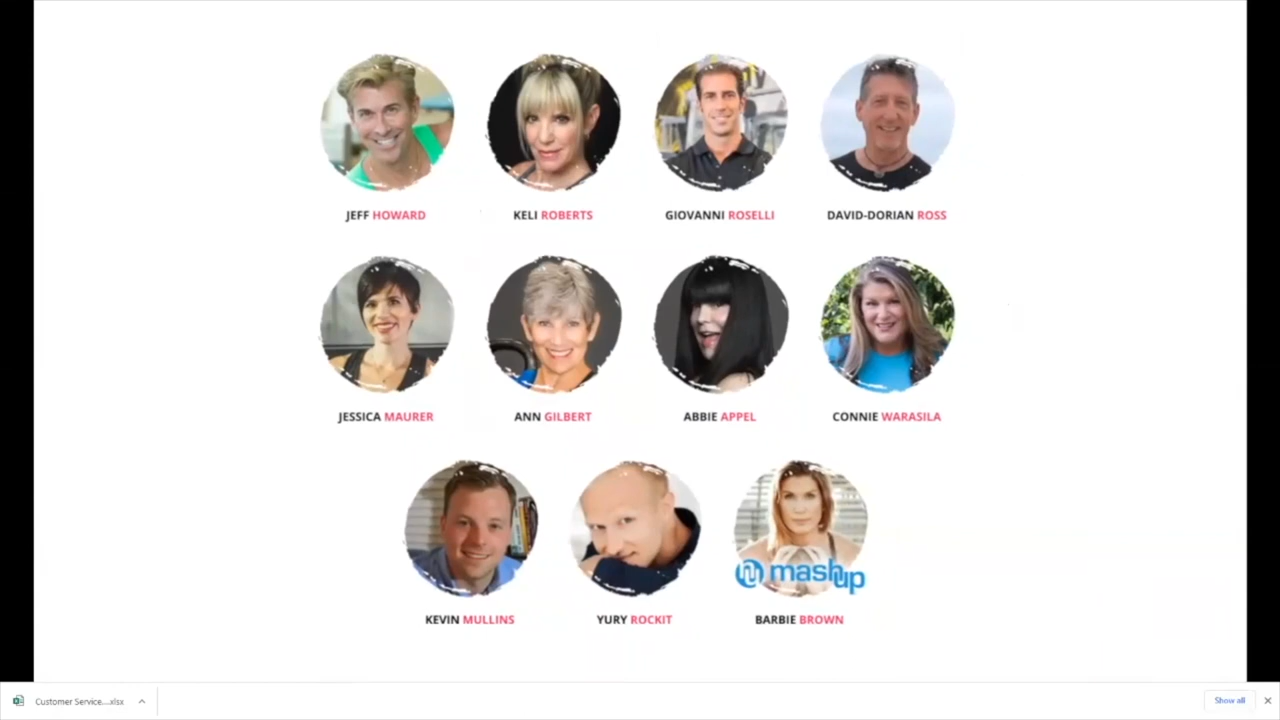 JEFF HOWARD
KELI ROBERTS
GIOVANNI ROSELLI
DAVID-DORIAN ROSS
JESSICA MAURER
ANN GILBERT
ABBIE APPEL
CONNIE WARASILA
mashup
KEVIN MULLINS
YURY ROCKIT
BARBIE BROWN
Customer Service....xlsx
Show all